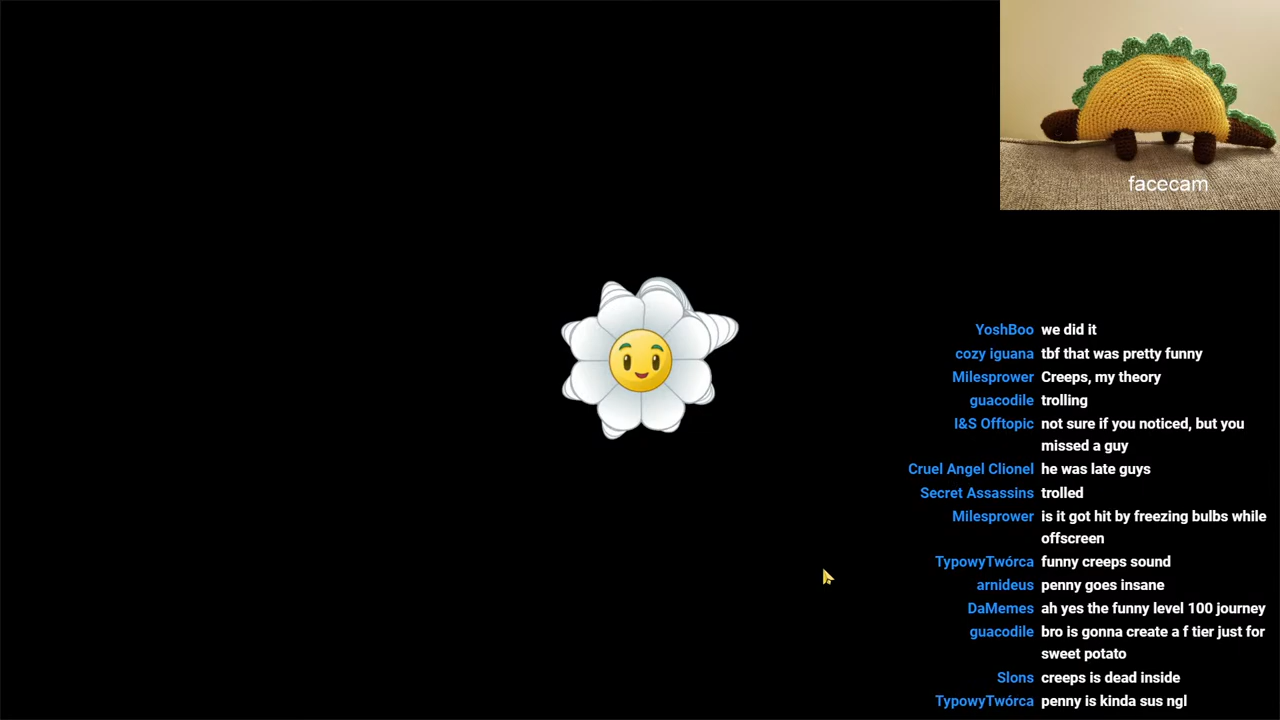 facecam
YoshBoo we did it
cozy iguana tbf that was pretty funny
Milesprower Creeps, my theory
guacodile trolling
I&S Offtopic not sure if you noticed, but you
missed a guy
Cruel Angel Clionel he was late guys
Secret Assassins trolled
Milesprower is it got hit by freezing bulbs while
offscreen
TypowyTwórca funny creeps sound
arnideus penny goes insane
DaMemes ah yes the funny level 100 journey
guacodile bro is gonna create a f tier just for
sweet potato
Slons creeps is dead inside
TypowyTwórca penny is kinda sus ngl